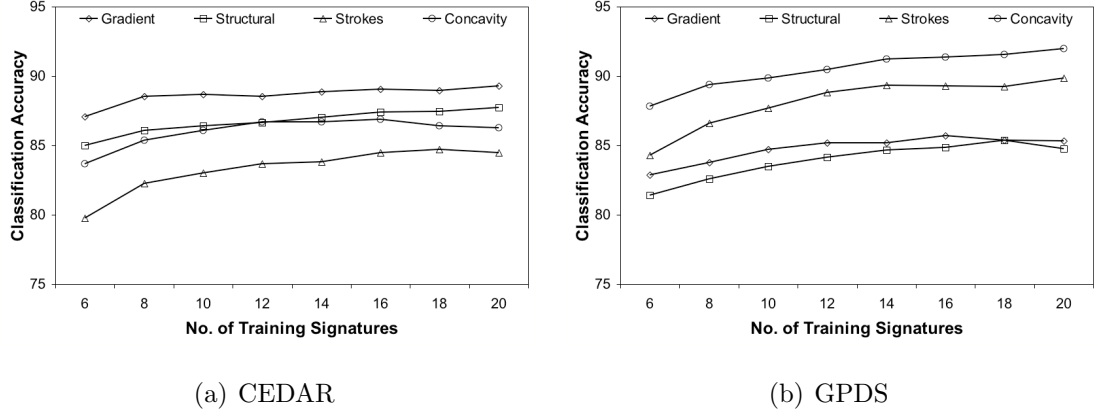 Gradient Structural Strokes Concavity
95
90
85
80
75
Classification Accuracy
6 8 10 12 14 16 18 20
No. of Training Signatures
(a) CEDAR
Gradient Structural Strokes Concavity
95
90
85
80
75
Classification Accuracy
6 8 10 12 14 16 18 20
No. of Training Signatures
(b) GPDS